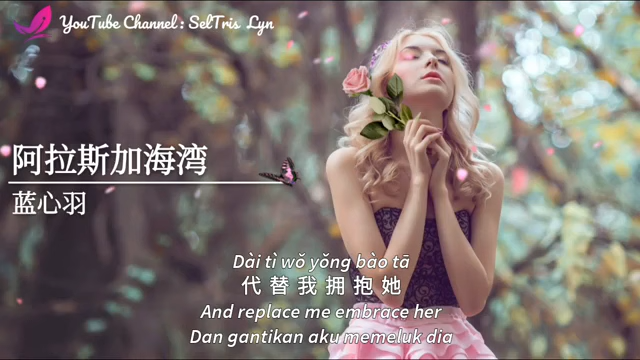 YouTube Channel : SelTris Lyn
阿拉斯加海湾
蓝心羽
Dài tì wǒ yǒng bào tā
代替我拥抱她
And replace me embrace her
Dan gantikan aku memeluk dia